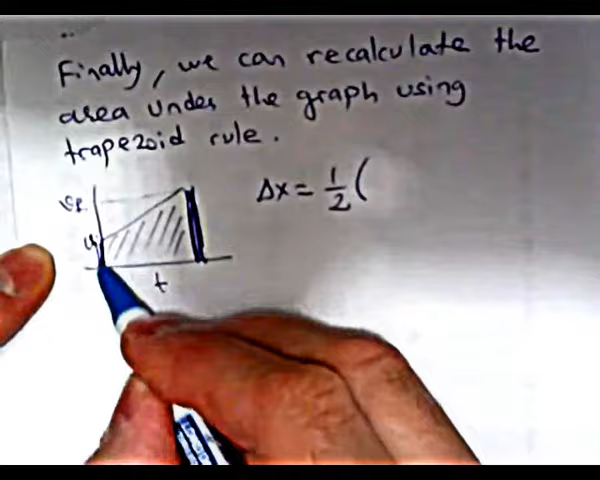 Finally, we can recalculate the
area under the graph using
trapezoid rule.
Δx = 1/2 (
t